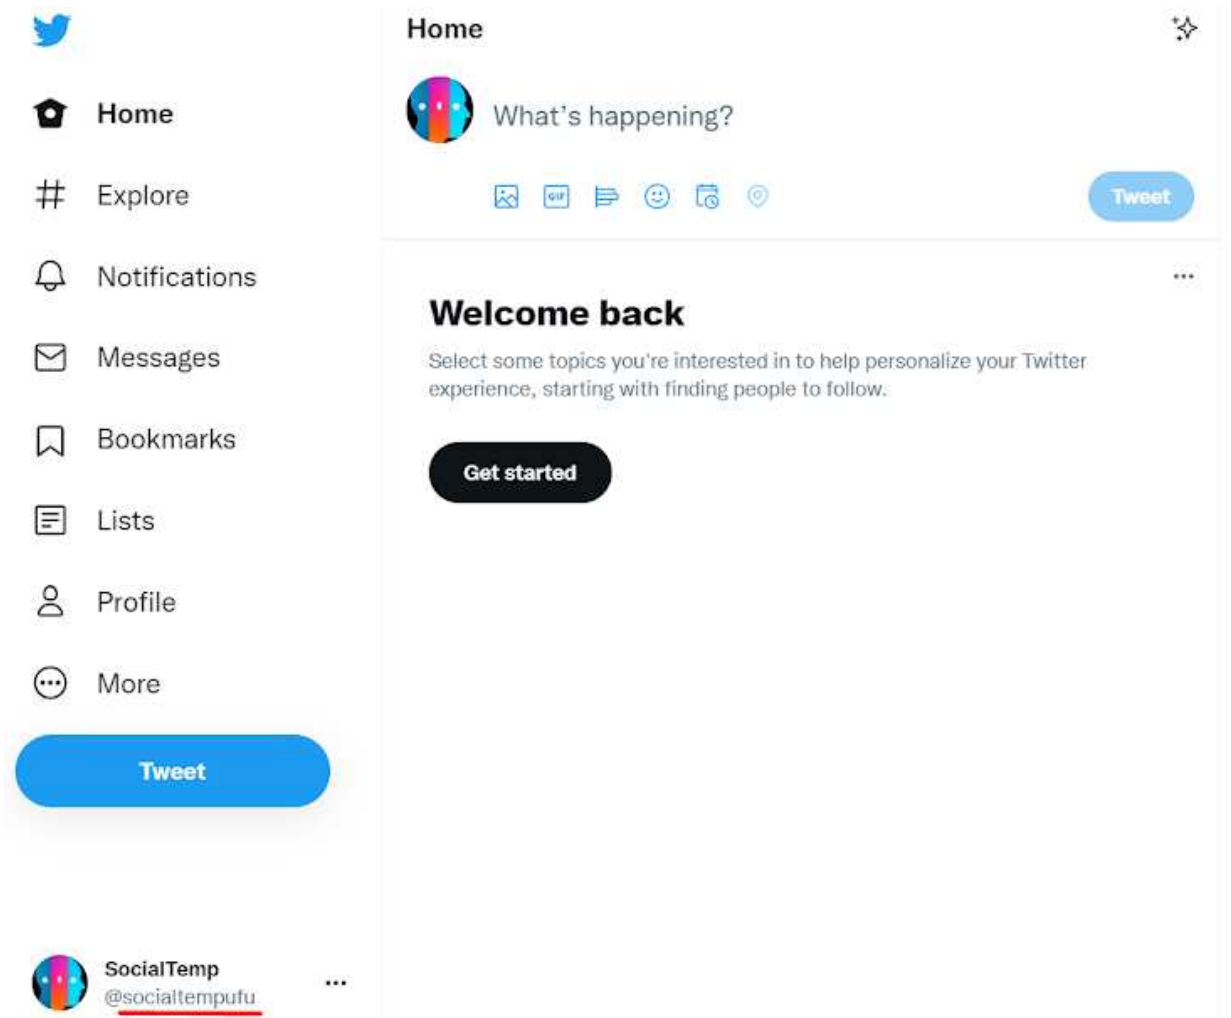 Home
Explore
Notifications
Messages
Bookmarks
Lists
Profile
More
Tweet
SocialTemp
@socialtempufu
Home
What's happening?
GIF
Tweet
Welcome back
Select some topics you're interested in to help personalize your Twitter
experience, starting with finding people to follow.
Get started